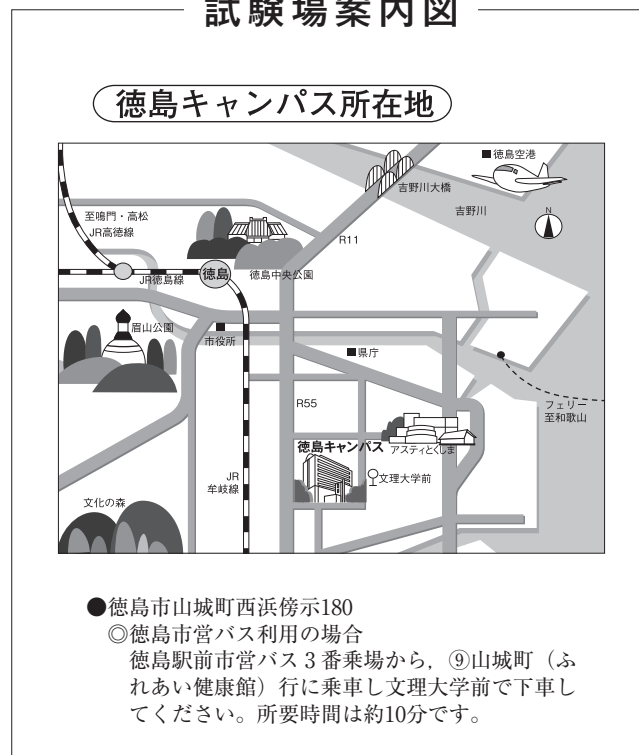 試験場案内図
徳島キャンパス所在地
■徳島空港
吉野川大橋
吉野川
N
至鳴門・高松
JR高徳線
R11
JR徳島線
徳島
徳島中央公園
眉山公園
市役所
県庁
フェリー
至和歌山
R55
徳島キャンパス
アスティとくしま
JR
牟岐線
文理大学前
文化の森
●徳島市山城町西浜傍示180
◎徳島市営バス利用の場合
徳島駅前市営バス3番乗場から,⑨山城町(ふ
れあい健康館)行に乗車し文理大学前で下車し
てください。所要時間は約10分です。